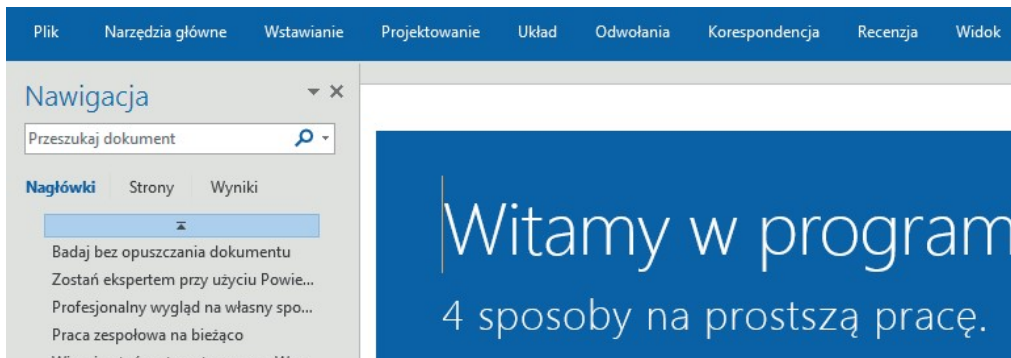 Plik Narzędzia główne Wstawianie Projektowanie Układ Odwołania Korespondencja Recenzja Widok
Nawigacja
Przeszukaj dokument
Nagłówki Strony Wyniki
Badaj bez opuszczania dokumentu
Zostań ekspertem przy użyciu Powie...
Profesjonalny wygląd na własny spo...
Praca zespołowa na bieżąco
Witamy w program
4 sposoby na prostszą pracę.